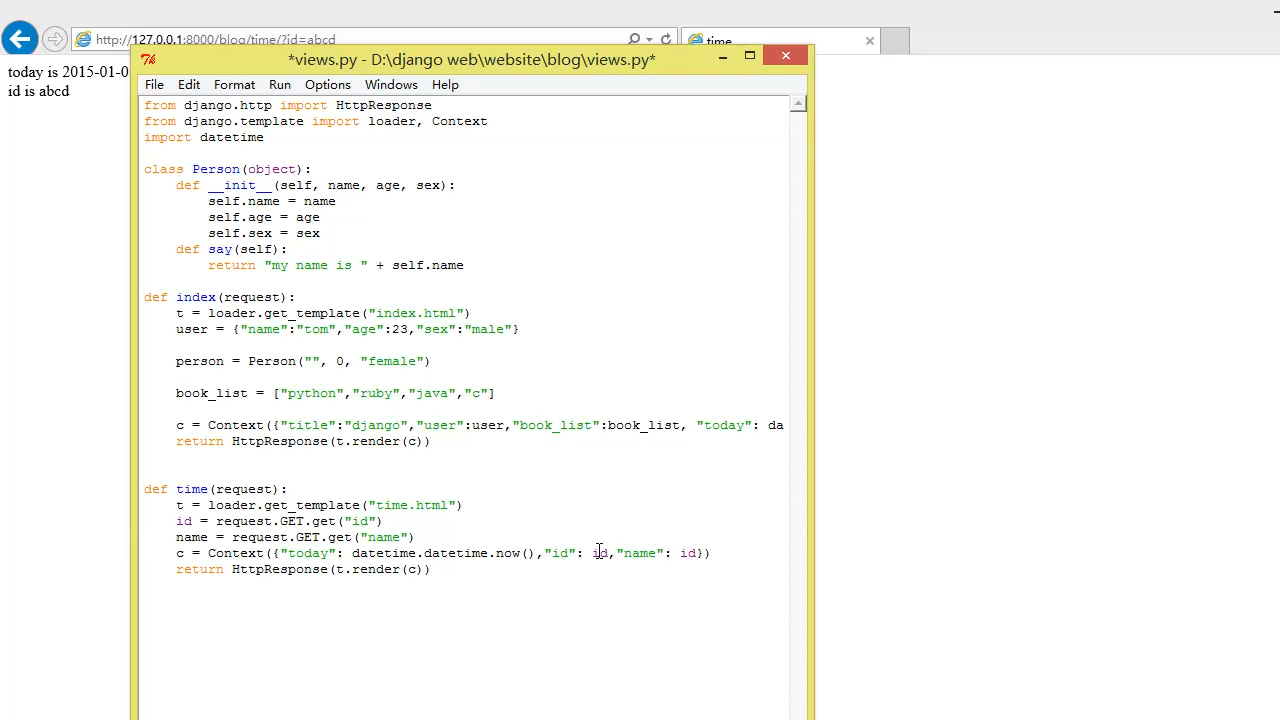 http://127.0.0.1:8000/blog/time/?id=abcd
time
today is 2015-01-0
id is abcd
*views.py - D:\django web\website\blog\views.py*
File Edit Format Run Options Windows Help
from django.http import HttpResponse
from django.template import loader, Context
import datetime
class Person(object):
    def __init__(self, name, age, sex):
        self.name = name
        self.age = age
        self.sex = sex
    def say(self):
        return "my name is " + self.name
def index(request):
    t = loader.get_template("index.html")
    user = {"name":"tom","age":23,"sex":"male"}
    person = Person("", 0, "female")
    book_list = ["python","ruby","java","c"]
    c = Context({"title":"django","user":user,"book_list":book_list, "today": da
    return HttpResponse(t.render(c))
def time(request):
    t = loader.get_template("time.html")
    id = request.GET.get("id")
    name = request.GET.get("name")
    c = Context({"today": datetime.datetime.now(),"id": id,"name": id})
    return HttpResponse(t.render(c))